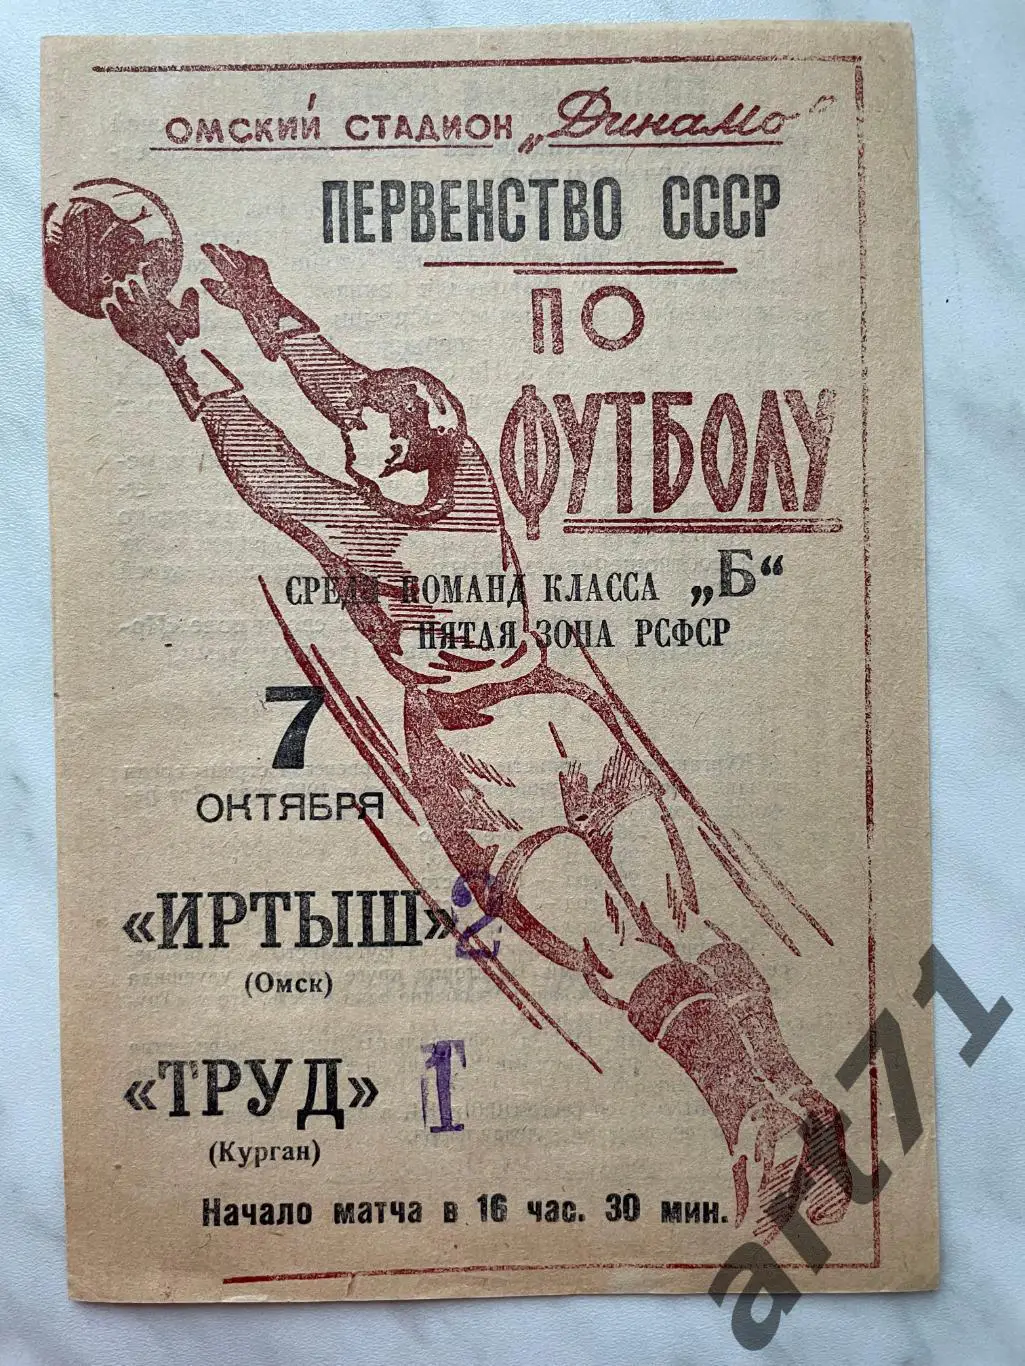 ОМСКИЙ СТАДИОН „Динамо“
ПЕРВЕНСТВО СССР
ПО
ФУТБОЛУ
СРЕДИ КОМАНД КЛАССА „Б“
ПЯТАЯ ЗОНА РСФСР
7
ОКТЯБРЯ
«ИРТЫШ» 2
(Омск)
«ТРУД» 1
(Курган)
Начало матча в 16 час. 30 мин.
art71